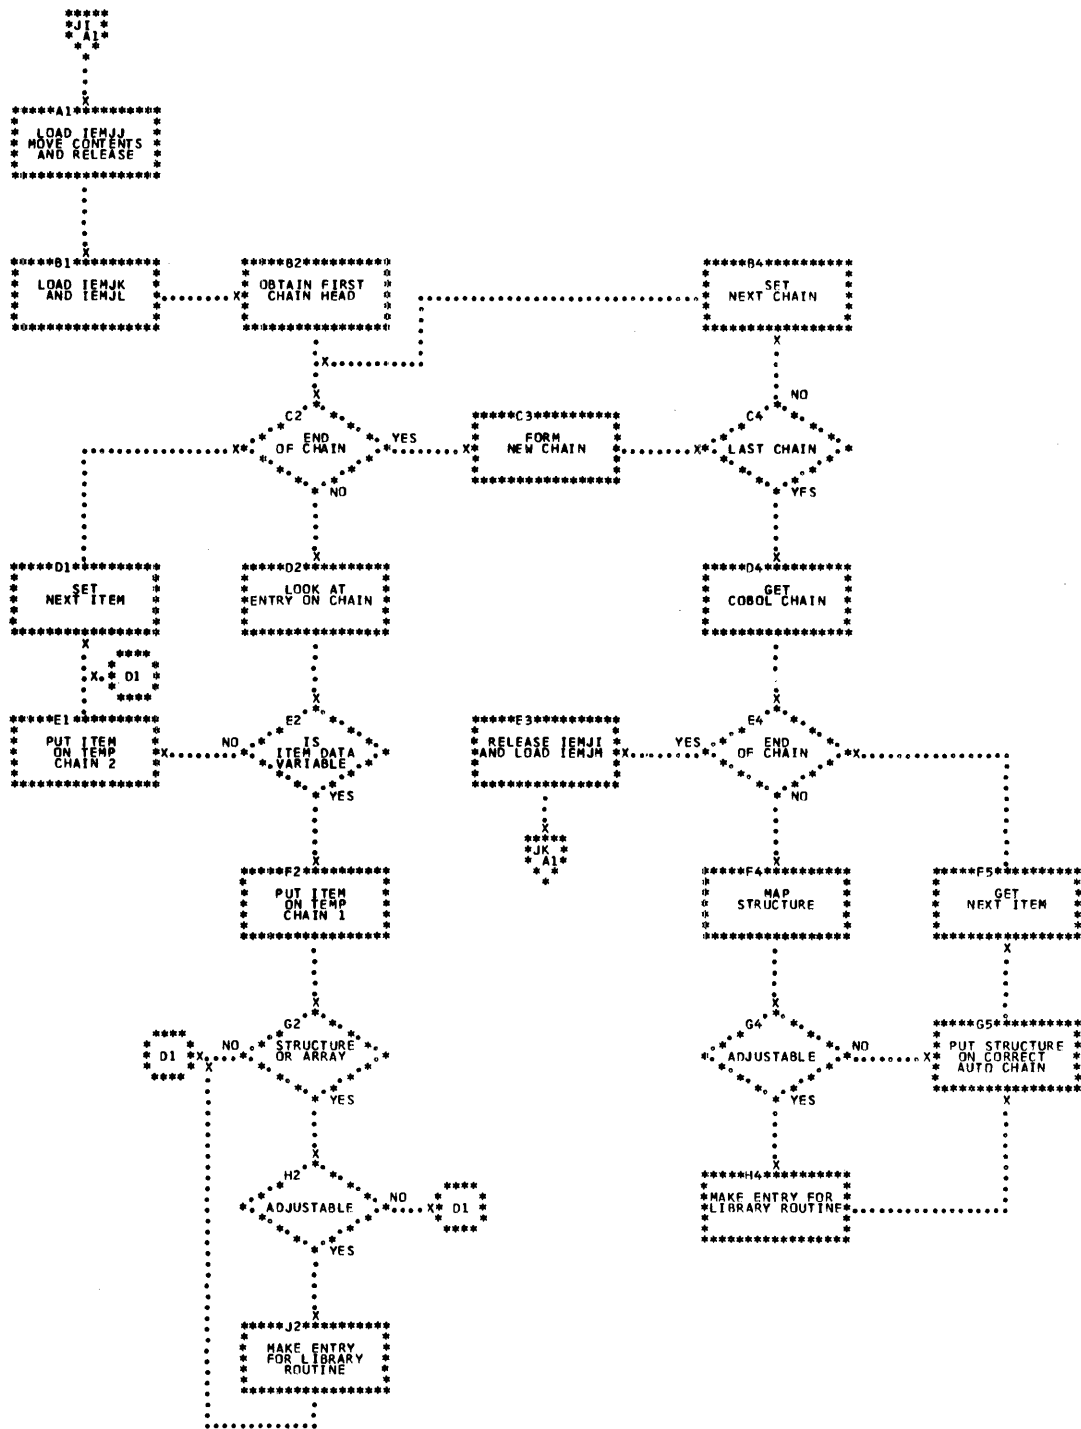 JI
A1
A1
LOAD IEMJJ
MOVE CONTENTS
AND RELEASE
B1
LOAD IEMJK
AND IEMJL
B2
OBTAIN FIRST
CHAIN HEAD
B4
SET
NEXT CHAIN
C2
END
OF CHAIN
YES
NO
C3
FORM
NEW CHAIN
NO
C4
LAST CHAIN
YES
D1
SET
NEXT ITEM
D2
LOOK AT
ENTRY ON CHAIN
D4
GET
COBOL CHAIN
D1
E1
PUT ITEM
ON TEMP
CHAIN 2
NO
E2
IS
ITEM DATA
VARIABLE
YES
E3
RELEASE IEMJI
AND LOAD IEMJM
YES
E4
END
OF CHAIN
NO
JK
A1
F2
PUT ITEM
ON TEMP
CHAIN 1
F4
MAP
STRUCTURE
F5
GET
NEXT ITEM
D1
NO
G2
STRUCTURE
OR ARRAY
YES
G4
ADJUSTABLE
NO
YES
G5
PUT STRUCTURE
ON CORRECT
AUTO CHAIN
H2
ADJUSTABLE
NO
D1
YES
H4
MAKE ENTRY FOR
LIBRARY ROUTINE
J2
MAKE ENTRY
FOR LIBRARY
ROUTINE